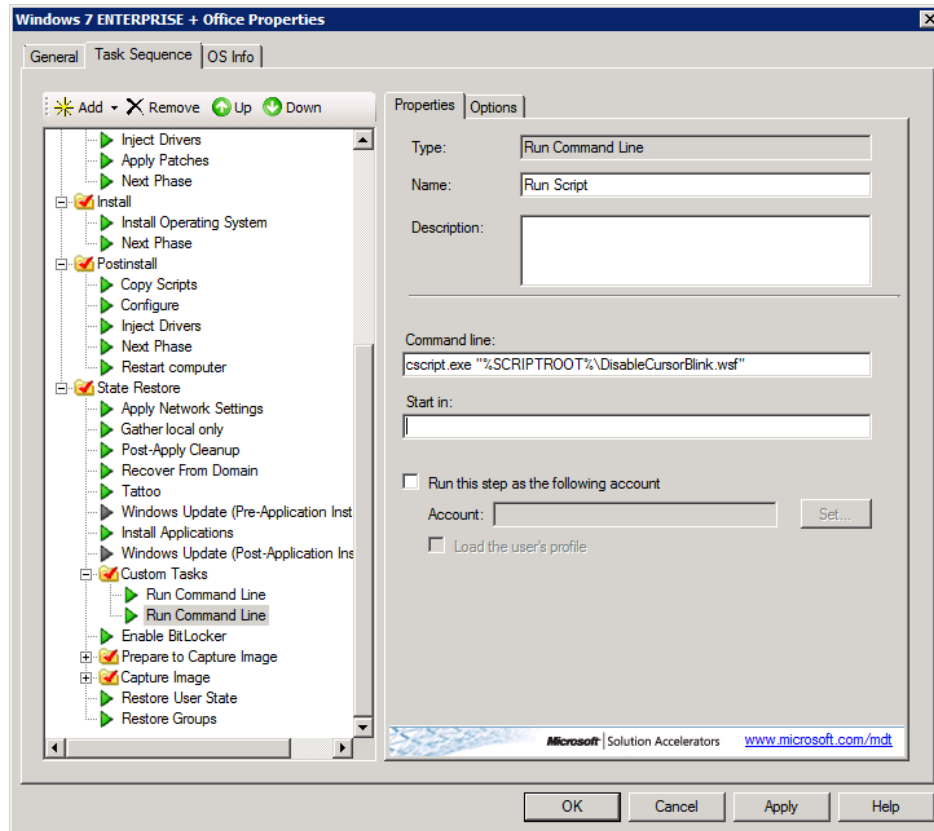 Windows 7 ENTERPRISE + Office Properties
General Task Sequence OS Info
Add Remove Up Down
Inject Drivers
Apply Patches
Next Phase
Install
Install Operating System
Next Phase
Postinstall
Copy Scripts
Configure
Inject Drivers
Next Phase
Restart computer
State Restore
Apply Network Settings
Gather local only
Post-Apply Cleanup
Recover From Domain
Tattoo
Windows Update (Pre-Application Inst
Install Applications
Windows Update (Post-Application Ins
Custom Tasks
Run Command Line
Run Command Line
Enable BitLocker
Prepare to Capture Image
Capture Image
Restore User State
Restore Groups
Properties Options
Type: Run Command Line
Name: Run Script
Description:
Command line:
cscript.exe "%SCRIPTROOT%\DisableCursorBlink.wsf"
Start in:
Run this step as the following account
Account: Set...
Load the user's profile
Microsoft Solution Accelerators www.microsoft.com/mdt
OK Cancel Apply Help